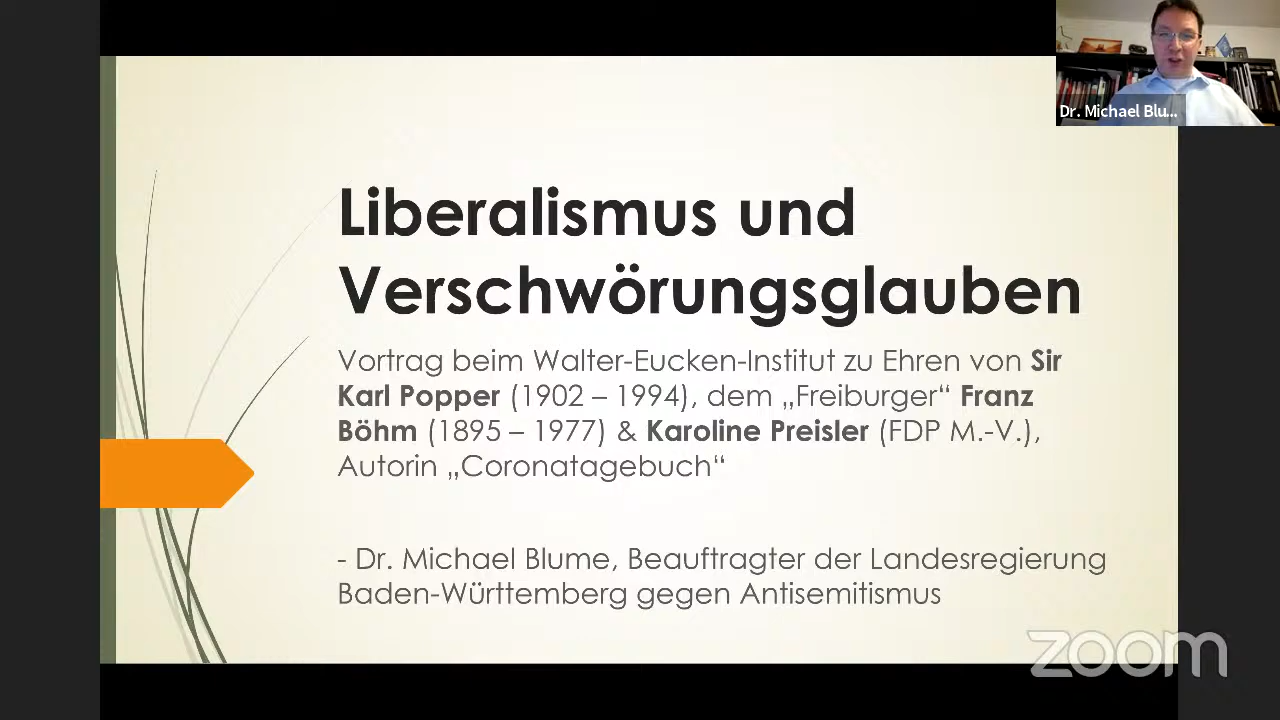 Dr. Michael Blu...
Liberalismus und
Verschwörungsglauben
Vortrag beim Walter-Eucken-Institut zu Ehren von Sir
Karl Popper (1902 – 1994), dem „Freiburger“ Franz
Böhm (1895 – 1977) & Karoline Preisler (FDP M.-V.),
Autorin „Coronatagebuch“
- Dr. Michael Blume, Beauftragter der Landesregierung
Baden-Württemberg gegen Antisemitismus
zoom